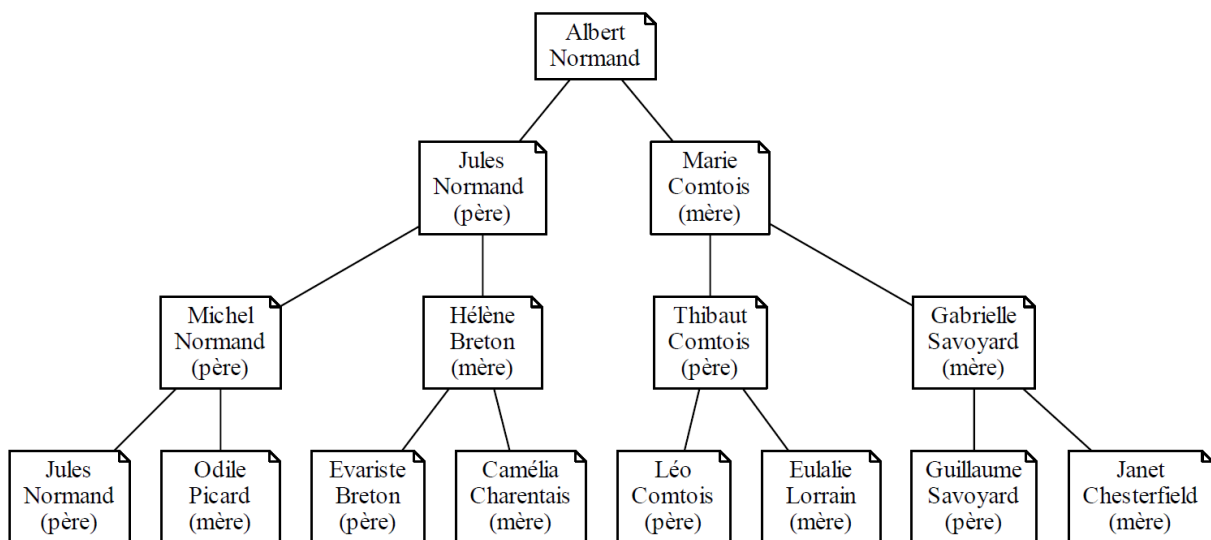 Albert
Normand
Jules
Normand
(père)
Marie
Comtois
(mère)
Michel
Normand
(père)
Hélène
Breton
(mère)
Thibaut
Comtois
(père)
Gabrielle
Savoyard
(mère)
Jules
Normand
(père)
Odile
Picard
(mère)
Evariste
Breton
(père)
Camélia
Charentais
(mère)
Léo
Comtois
(père)
Eulalie
Lorrain
(mère)
Guillaume
Savoyard
(père)
Janet
Chesterfield
(mère)